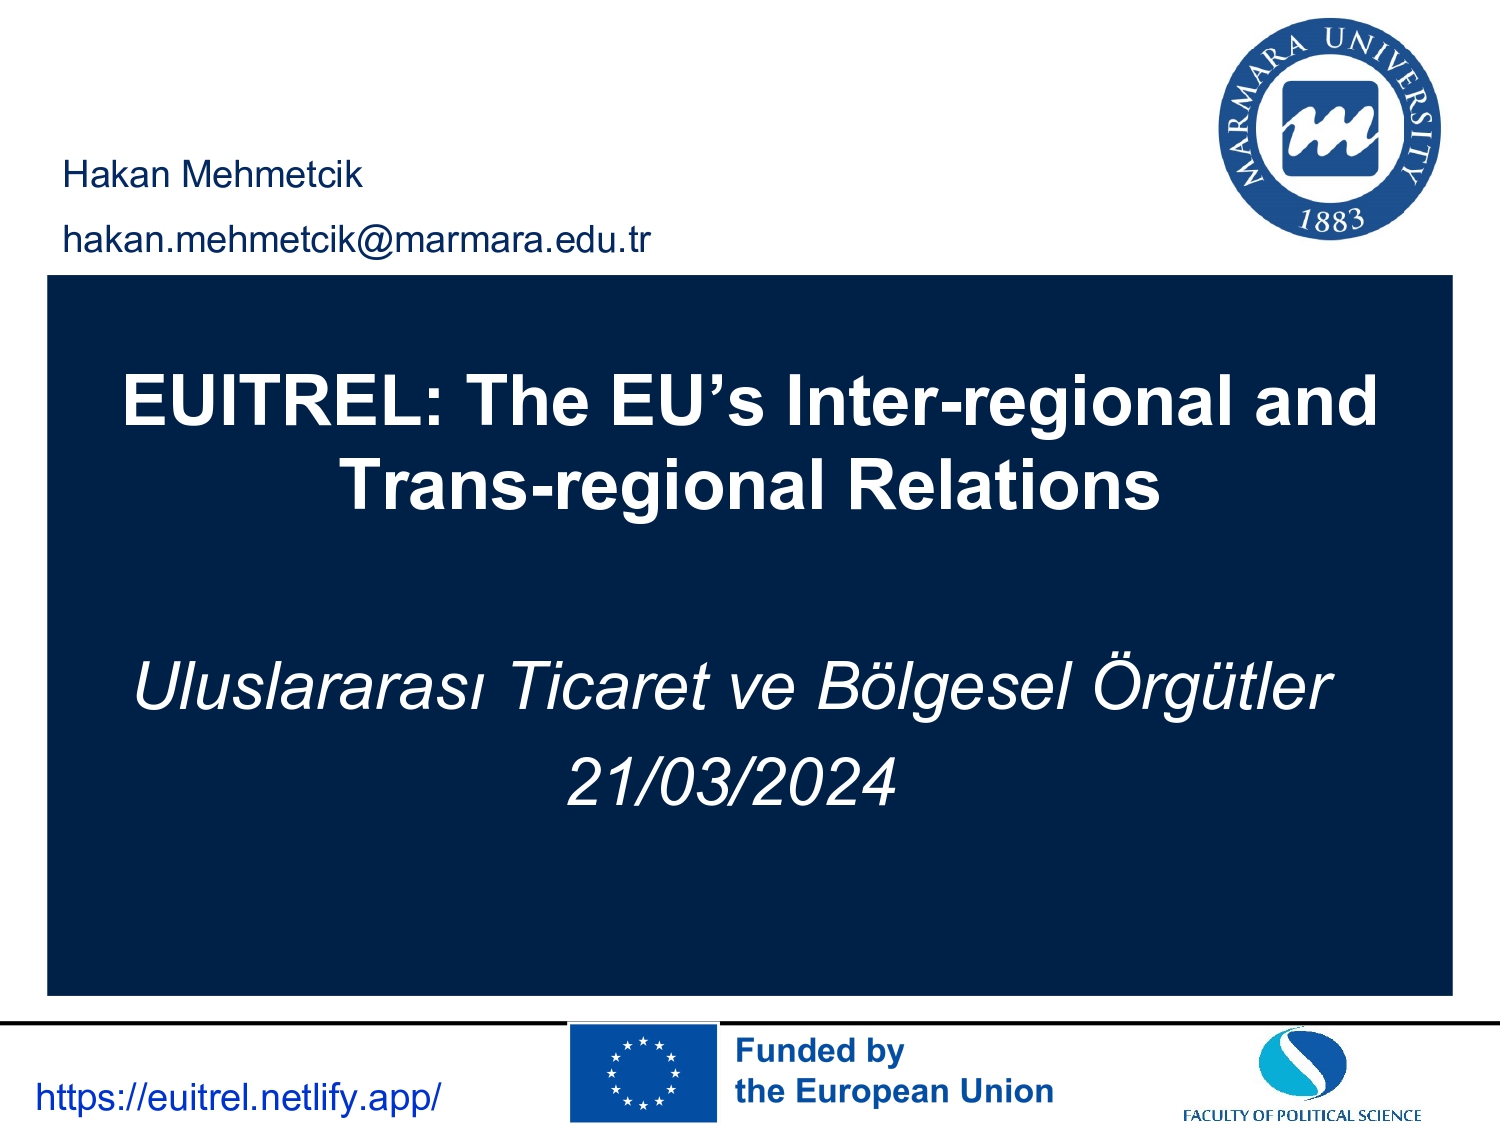 MARMARA UNIVERSITY
1883
Hakan Mehmetcik
hakan.mehmetcik@marmara.edu.tr
EUITREL: The EU’s Inter-regional and
Trans-regional Relations
Uluslararası Ticaret ve Bölgesel Örgütler
21/03/2024
https://euitrel.netlify.app/
Funded by
the European Union
FACULTY OF POLITICAL SCIENCE